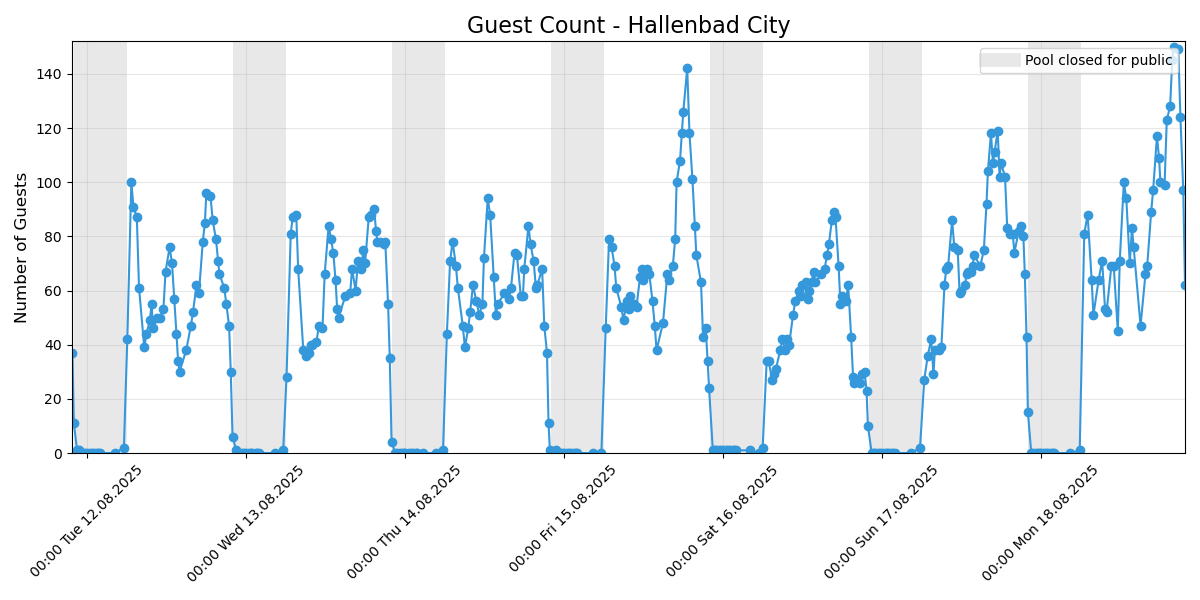 Guest Count - Hallenbad City
Pool closed for public
Number of Guests
140
120
100
80
60
40
20
0
00:00 Tue 12.08.2025
00:00 Wed 13.08.2025
00:00 Thu 14.08.2025
00:00 Fri 15.08.2025
00:00 Sat 16.08.2025
00:00 Sun 17.08.2025
00:00 Mon 18.08.2025